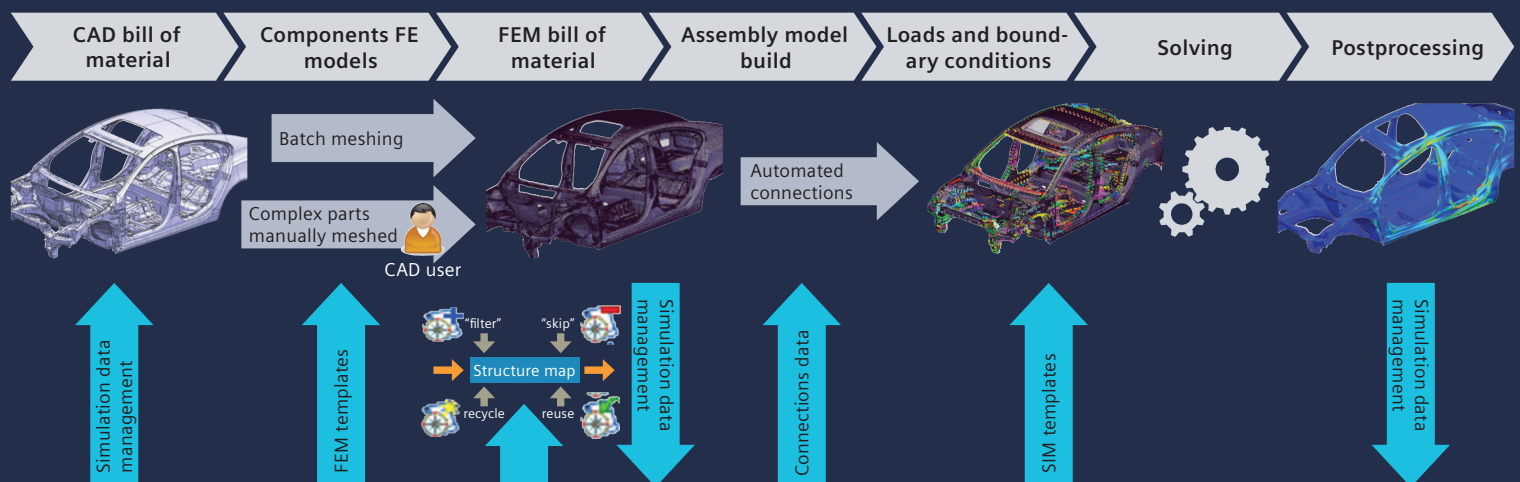 CAD bill of
material
Components FE
models
FEM bill of
material
Assembly model
build
Loads and bound-
ary conditions
Solving
Postprocessing
Batch meshing
Complex parts
manually meshed
CAD user
Automated
connections
Simulation data
management
FEM templates
"filter"
"skip"
Structure map
recycle
reuse
Simulation data
management
Connections data
SIM templates
Simulation data
management